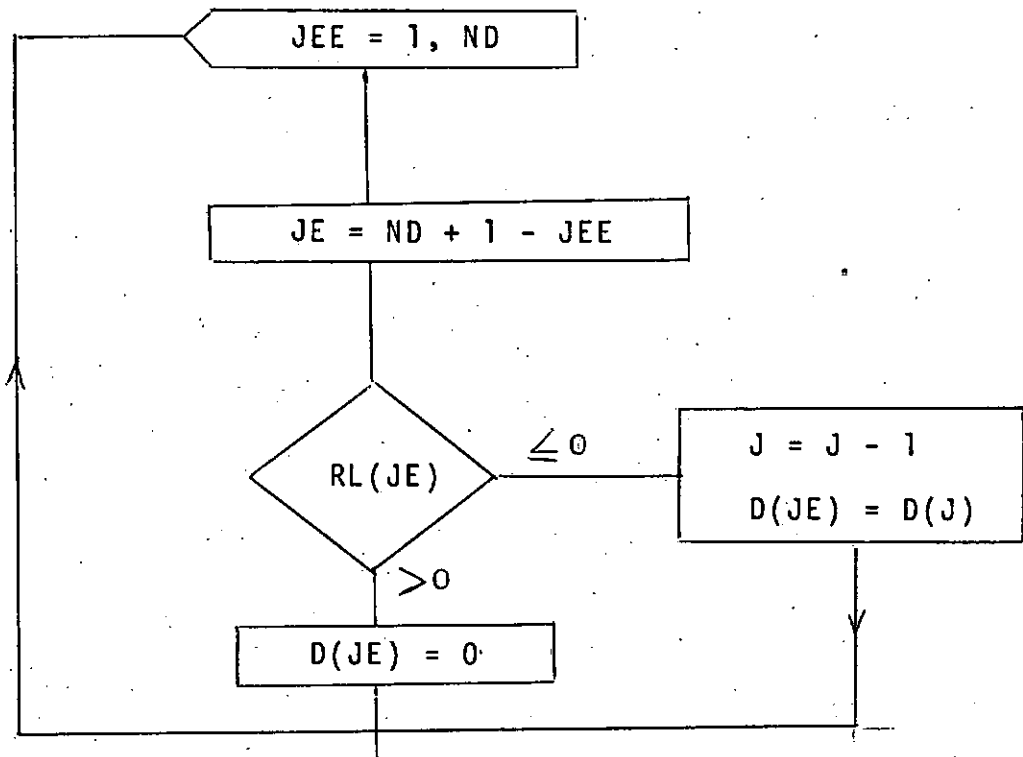 JEE = 1, ND
JE = ND + 1 - JEE
RL(JE)
≦0
J = J - 1
D(JE) = D(J)
>0
D(JE) = 0